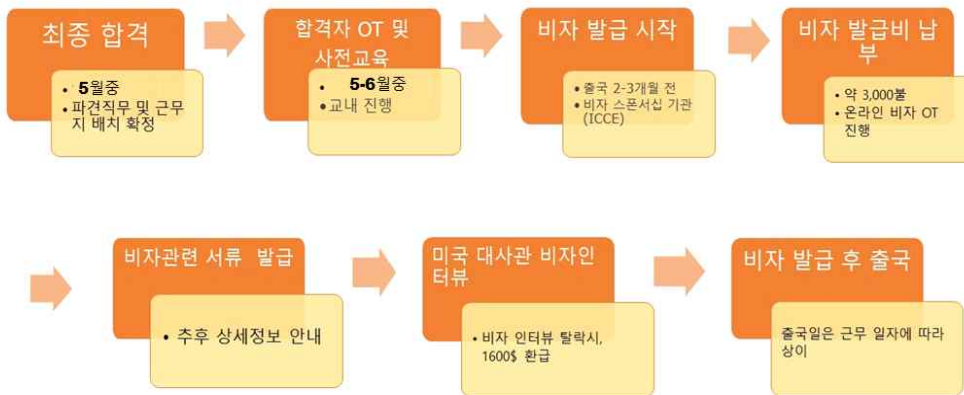 최종 합격
• 5월중
• 파견직무 및 근무
지 배치 확정
합격자 OT 및
사전교육
• 5-6월중
• 교내 진행
비자 발급 시작
• 출국 2-3개월 전
• 비자 스폰서십 기관
(ICCE)
비자 발급비 납
부
• 약 3,000불
• 온라인 비자 OT
진행
비자관련 서류 발급
• 추후 상세정보 안내
미국 대사관 비자인
터뷰
• 비자 인터뷰 탈락시,
1600$ 환급
비자 발급 후 출국
출국일은 근무 일자에 따라
상이